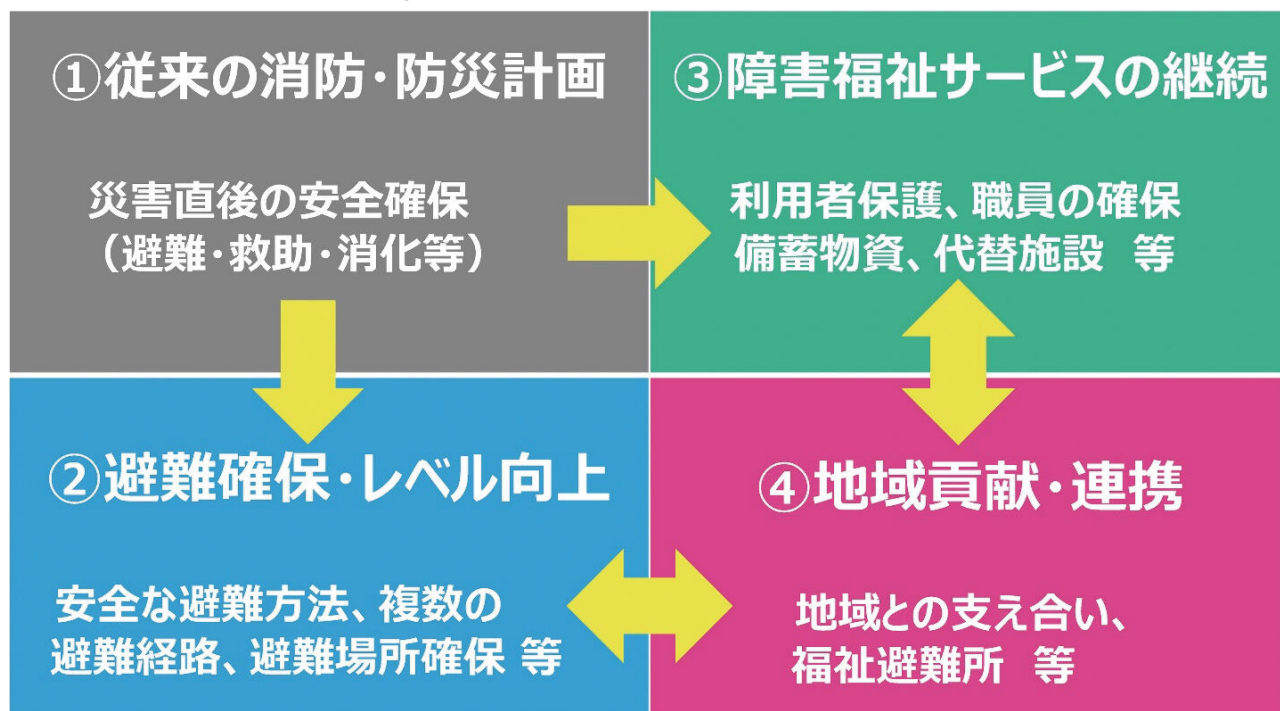 ①従来の消防・防災計画
災害直後の安全確保
（避難・救助・消化等）
②避難確保・レベル向上
安全な避難方法、複数の
避難経路、避難場所確保 等
③障害福祉サービスの継続
利用者保護、職員の確保
備蓄物資、代替施設 等
④地域貢献・連携
地域との支え合い、
福祉避難所 等